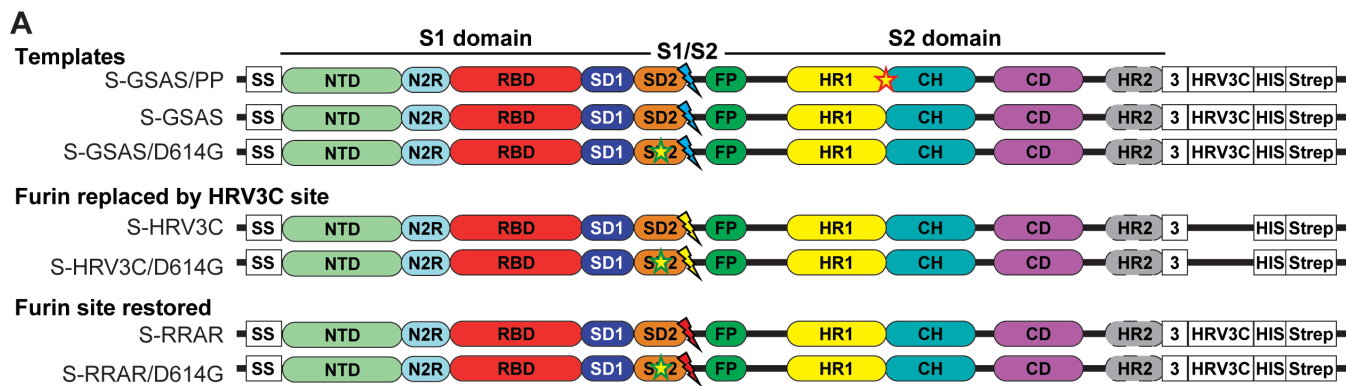 A
S1 domain S1/S2 S2 domain
Templates
S-GSAS/PP SS NTD N2R RBD SD1 SD2 FP HR1 CH CD HR2 3 HRV3C HIS Strep
S-GSAS SS NTD N2R RBD SD1 SD2 FP HR1 CH CD HR2 3 HRV3C HIS Strep
S-GSAS/D614G SS NTD N2R RBD SD1 SD2 FP HR1 CH CD HR2 3 HRV3C HIS Strep
Furin replaced by HRV3C site
S-HRV3C SS NTD N2R RBD SD1 SD2 FP HR1 CH CD HR2 3 HIS Strep
S-HRV3C/D614G SS NTD N2R RBD SD1 SD2 FP HR1 CH CD HR2 3 HIS Strep
Furin site restored
S-RRAR SS NTD N2R RBD SD1 SD2 FP HR1 CH CD HR2 3 HRV3C HIS Strep
S-RRAR/D614G SS NTD N2R RBD SD1 SD2 FP HR1 CH CD HR2 3 HRV3C HIS Strep